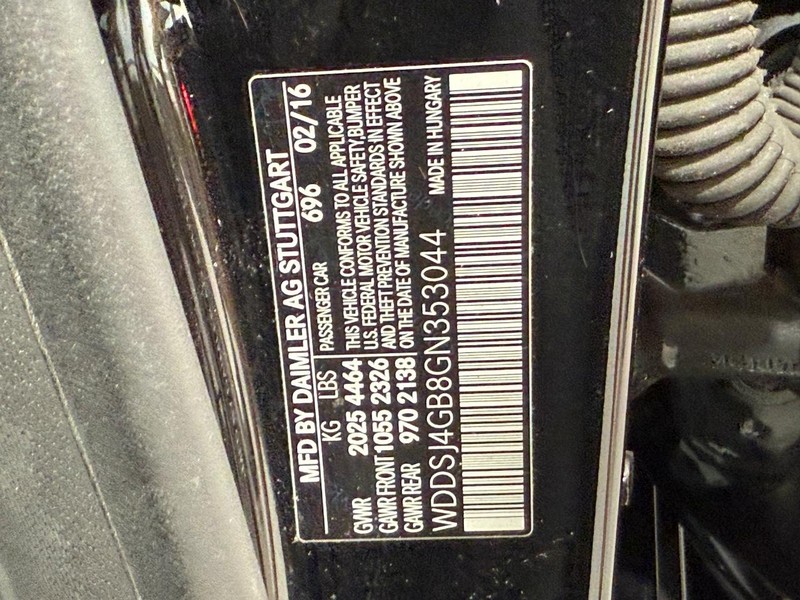 MFD BY DAIMLER AG STUTTGART
KG LBS PASSENGER CAR 696 02/16
GVWR 2025 4464 THIS VEHICLE CONFORMS TO ALL APPLICABLE
U.S. FEDERAL MOTOR VEHICLE SAFETY,BUMPER
GAWR FRONT 1055 2326 AND THEFT PREVENTION STANDARDS IN EFFECT
GAWR REAR 970 2138 ON THE DATE OF MANUFACTURE SHOWN ABOVE
WDDSJ4GB8GN353044 MADE IN HUNGARY